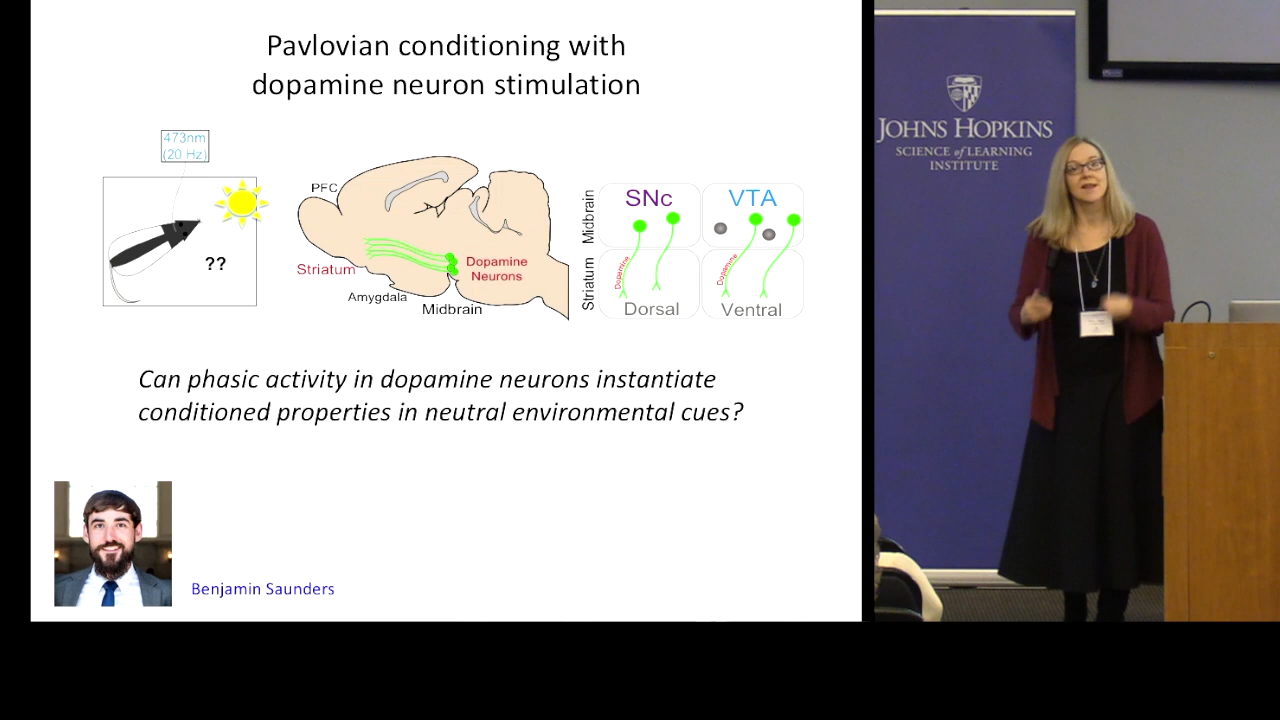 Pavlovian conditioning with
dopamine neuron stimulation
473nm
(20 Hz)
??
PFC
Striatum
Amygdala
Midbrain
Dopamine
Neurons
Midbrain
Striatum
SNc
VTA
Dopamine
Dopamine
Dorsal
Ventral
Can phasic activity in dopamine neurons instantiate
conditioned properties in neutral environmental cues?
Benjamin Saunders
JOHNS HOPKINS
SCIENCE of LEARNING
INSTITUTE